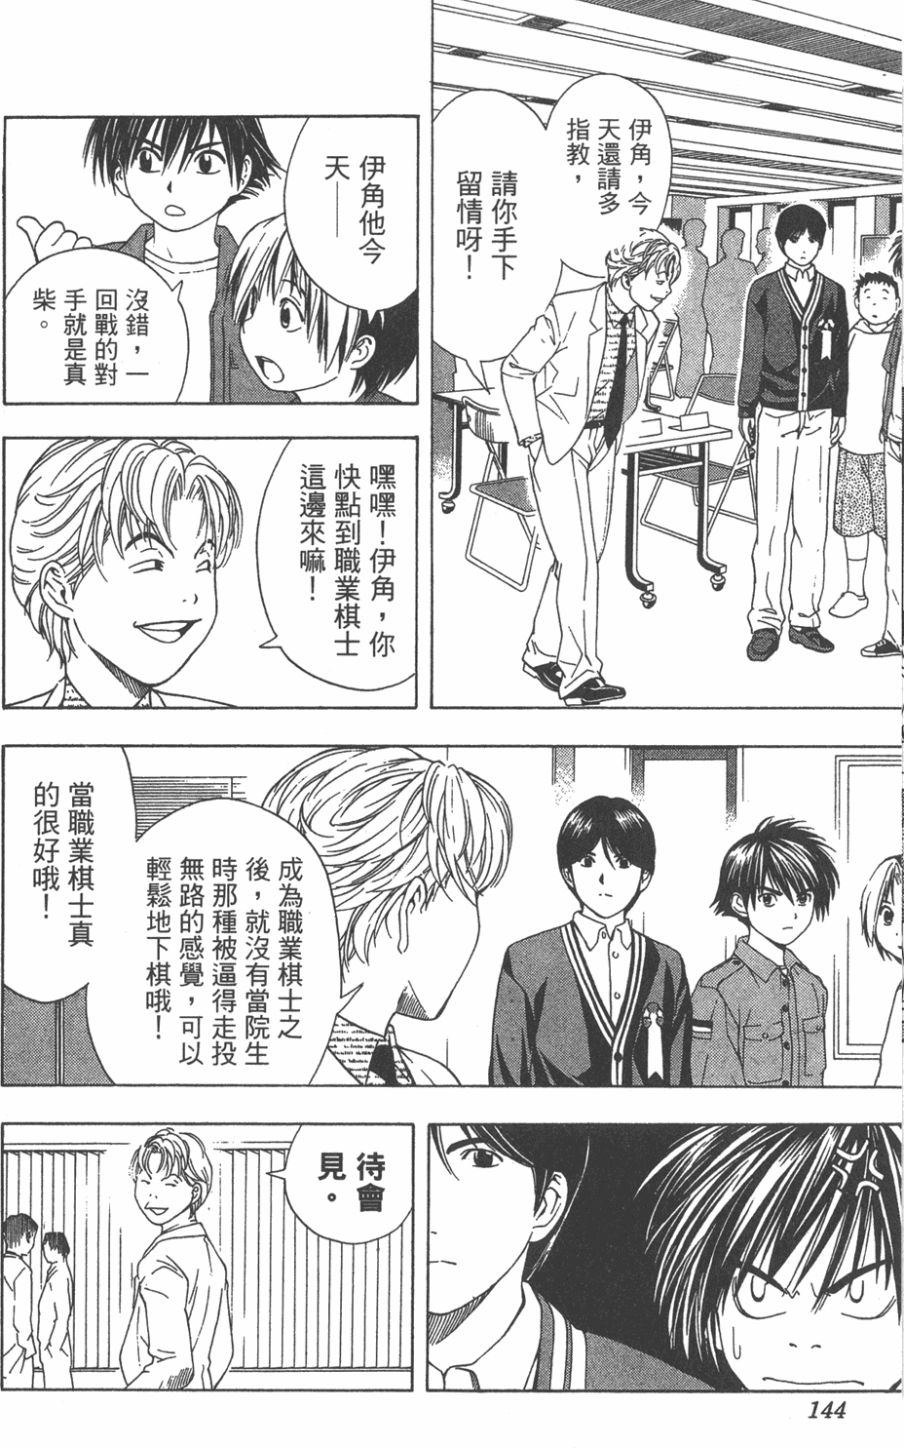 伊角，今
天還請多
指教，
請你手下
留情呀！
伊角他今
天——
沒錯，一
回戰的對
手就是真
柴。
嘿嘿！伊角，你
快點到職業棋士
這邊來嘛！
成為職業棋士之
後，就沒有當院生
時那種被逼得走投
無路的感覺，可以
輕鬆地下棋哦！
當職業棋士真
的很好哦！
待會
見。
144